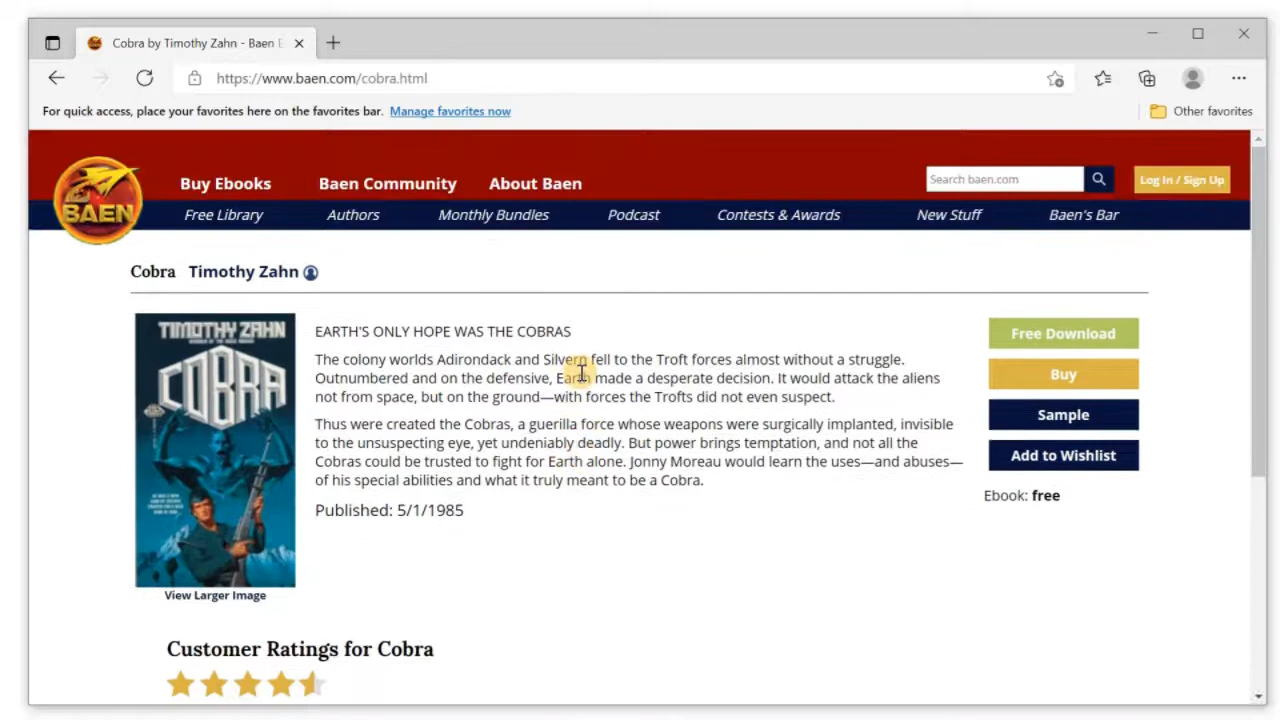 Cobra by Timothy Zahn - Baen E
https://www.baen.com/cobra.html
For quick access, place your favorites here on the favorites bar. Manage favorites now
Other favorites
BAEN
Buy Ebooks Baen Community About Baen
Search baen.com
Log In / Sign Up
Free Library Authors Monthly Bundles Podcast Contests & Awards New Stuff Baen's Bar
Cobra Timothy Zahn
TIMOTHY ZAHN
COBRA
View Larger Image
EARTH'S ONLY HOPE WAS THE COBRAS
The colony worlds Adirondack and Silvern fell to the Troft forces almost without a struggle.
Outnumbered and on the defensive, Earth made a desperate decision. It would attack the aliens
not from space, but on the ground—with forces the Trofts did not even suspect.
Thus were created the Cobras, a guerilla force whose weapons were surgically implanted, invisible
to the unsuspecting eye, yet undeniably deadly. But power brings temptation, and not all the
Cobras could be trusted to fight for Earth alone. Jonny Moreau would learn the uses—and abuses—
of his special abilities and what it truly meant to be a Cobra.
Published: 5/1/1985
Free Download
Buy
Sample
Add to Wishlist
Ebook: free
Customer Ratings for Cobra